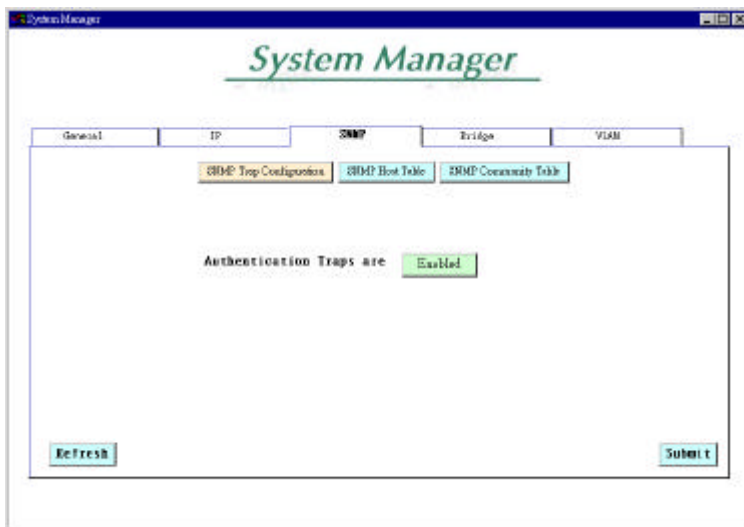 System Manager
System Manager
General IP SNMP Bridge VLAN
SNMP Trap Configuration SNMP Host Table SNMP Community Table
Authentication Traps are Enabled
Refresh Submit